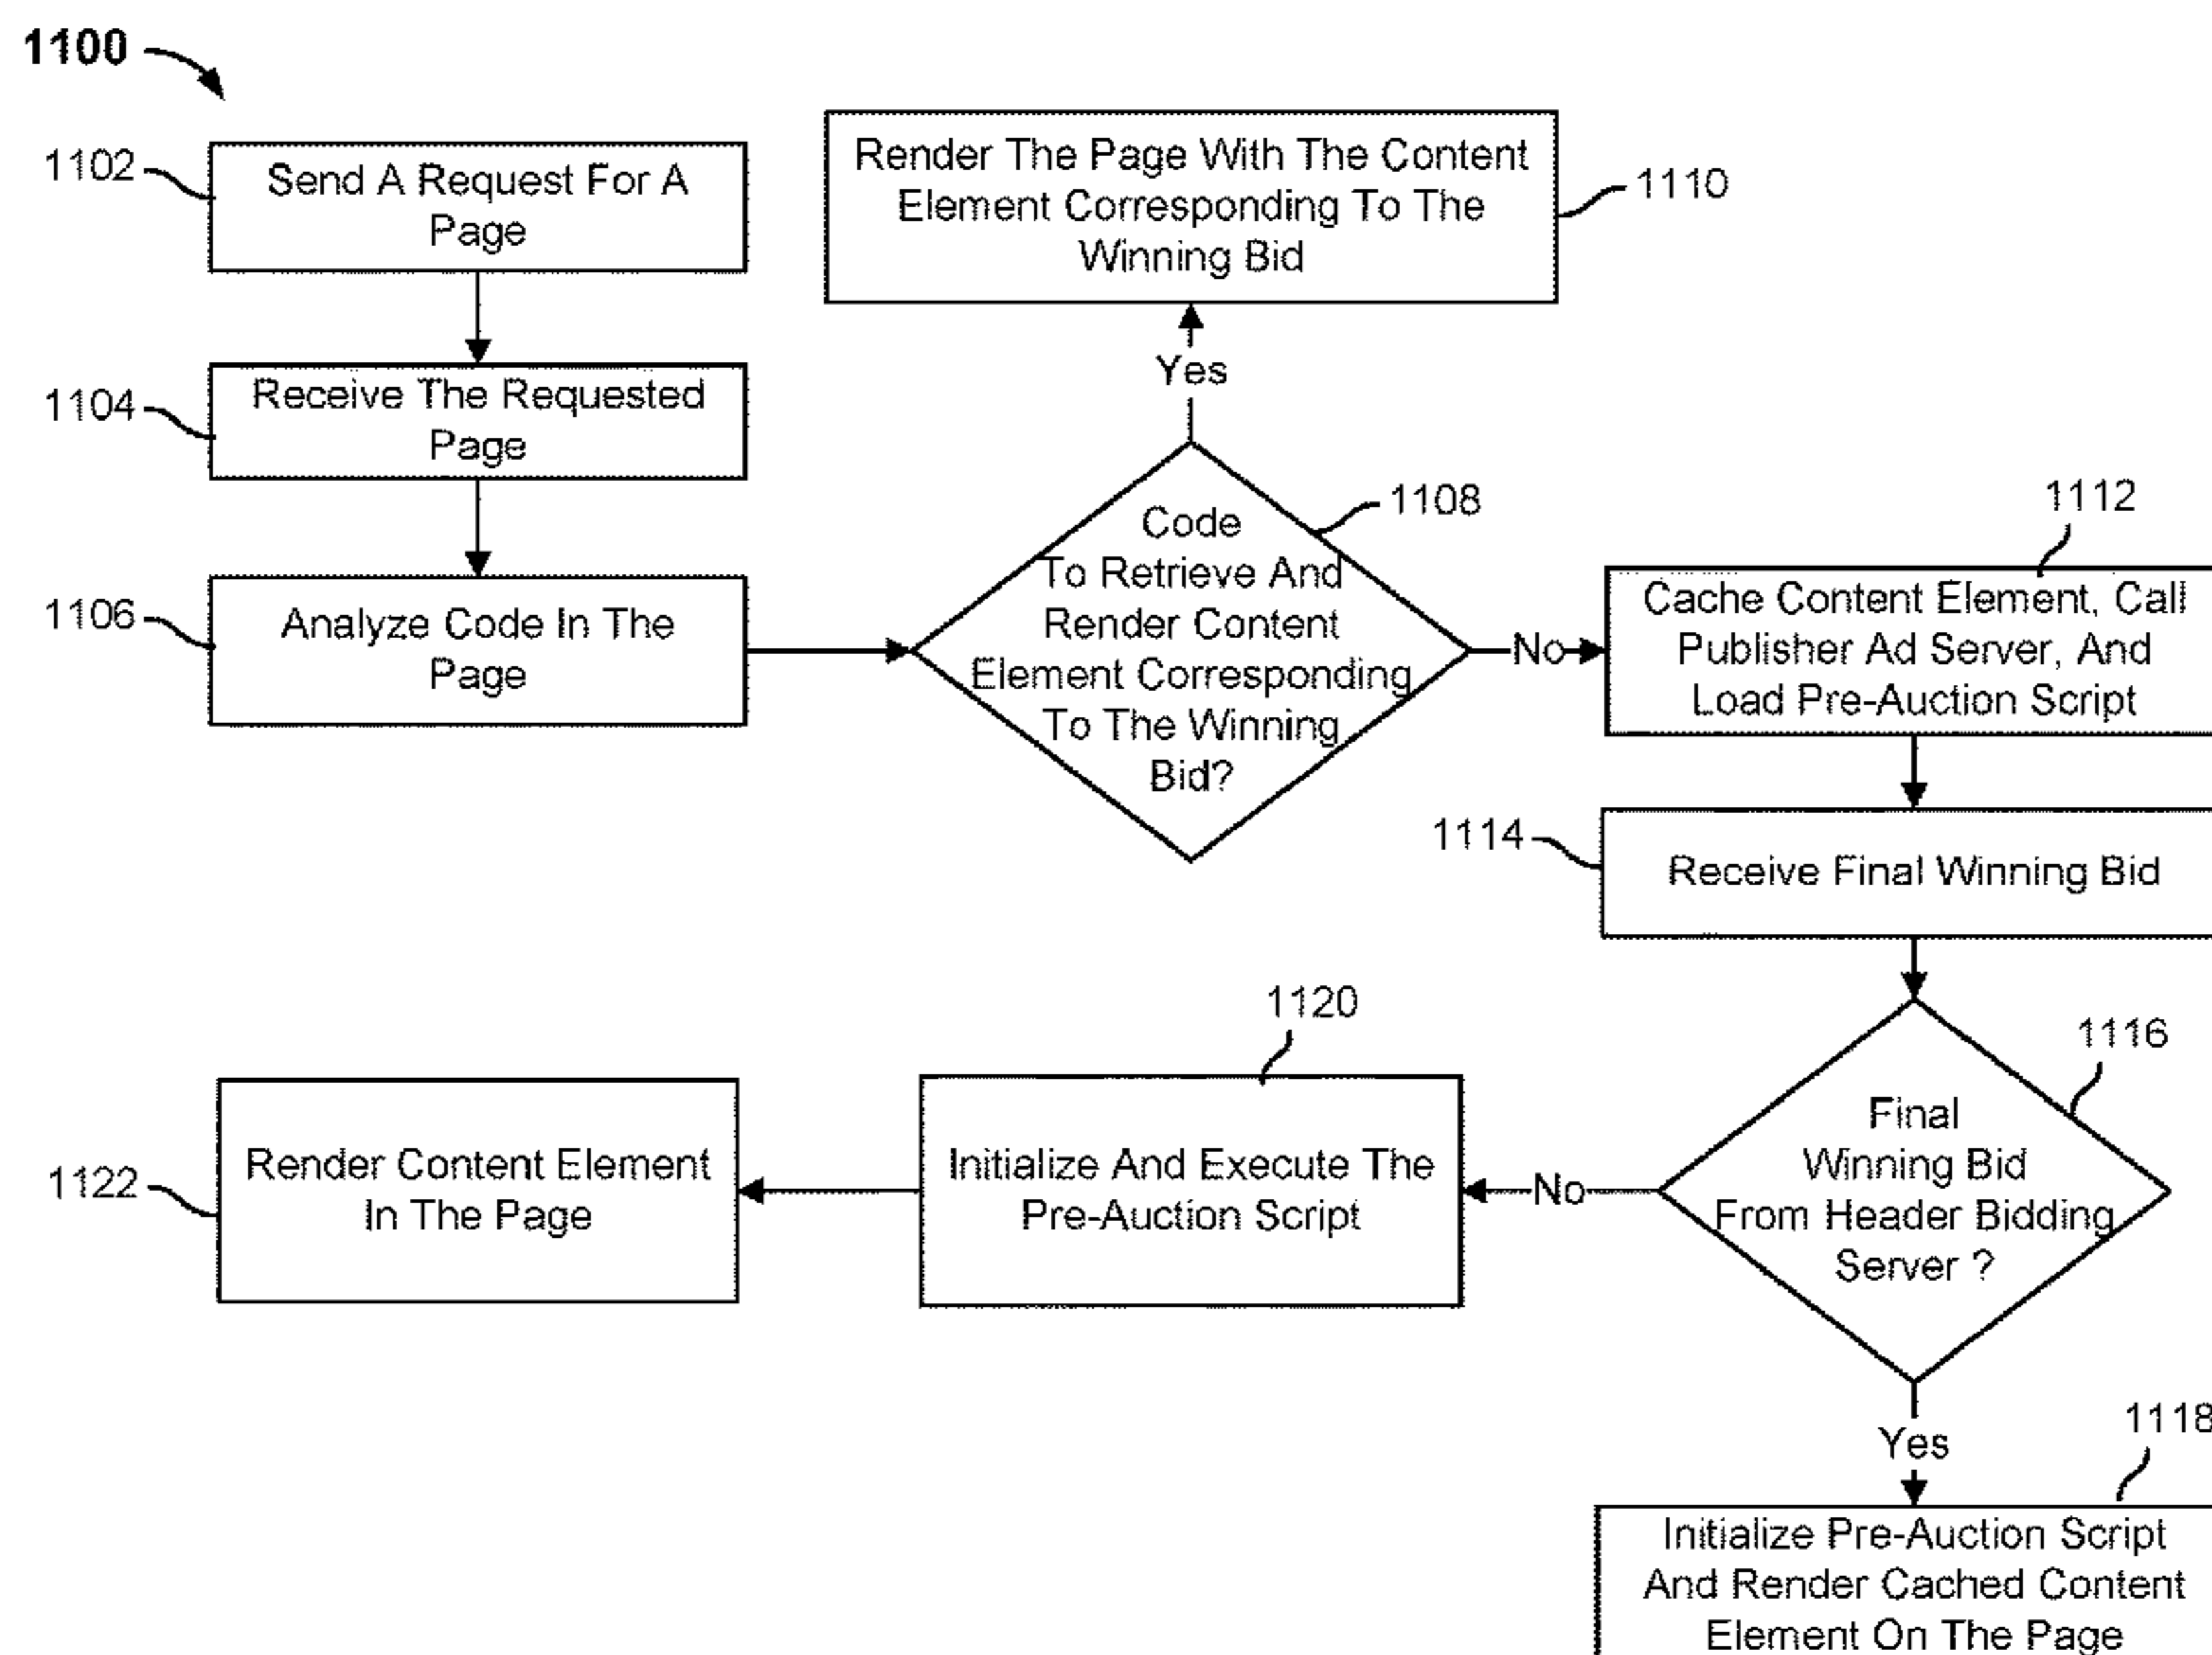 1100
1102
Send A Request For A
Page
1104
Receive The Requested
Page
1106
Analyze Code In The
Page
Render The Page With The Content
Element Corresponding To The
Winning Bid
1110
Yes
1108
Code
To Retrieve And
Render Content
Element Corresponding
To The Winning
Bid?
No
1112
Cache Content Element, Call
Publisher Ad Server, And
Load Pre-Auction Script
1114
Receive Final Winning Bid
1116
Final
Winning Bid
From Header Bidding
Server ?
No
1120
Initialize And Execute The
Pre-Auction Script
1122
Render Content Element
In The Page
Yes
1118
Initialize Pre-Auction Script
And Render Cached Content
Element On The Page